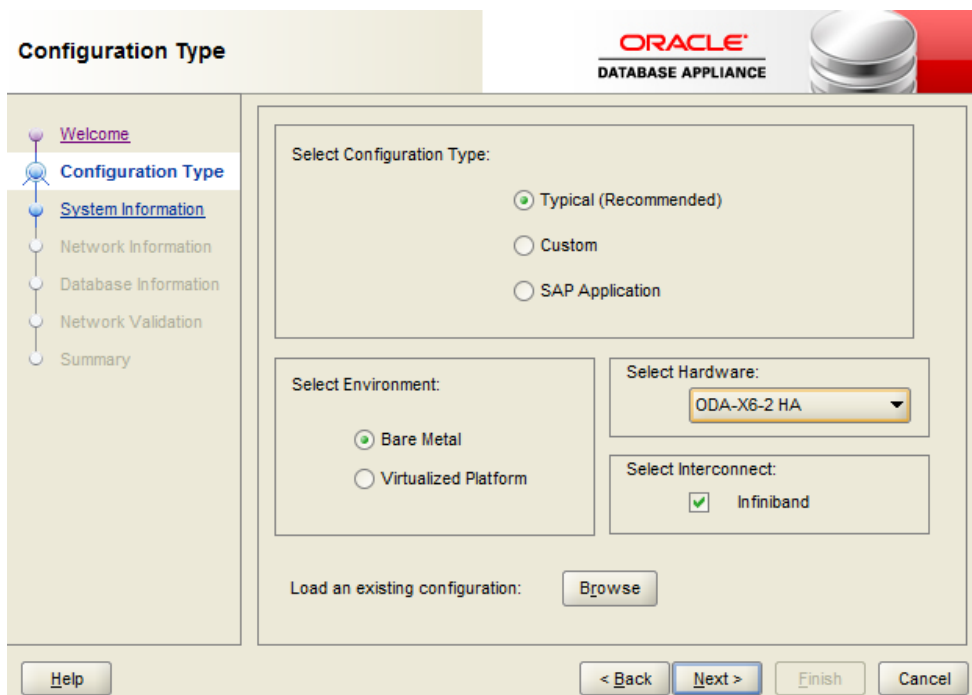 Configuration Type
ORACLE
DATABASE APPLIANCE
Welcome
Configuration Type
System Information
Network Information
Database Information
Network Validation
Summary
Select Configuration Type:
Typical (Recommended)
Custom
SAP Application
Select Environment:
Bare Metal
Virtualized Platform
Select Hardware:
ODA-X6-2 HA
Select Interconnect:
Infiniband
Load an existing configuration:
Browse
Help
< Back
Next >
Finish
Cancel